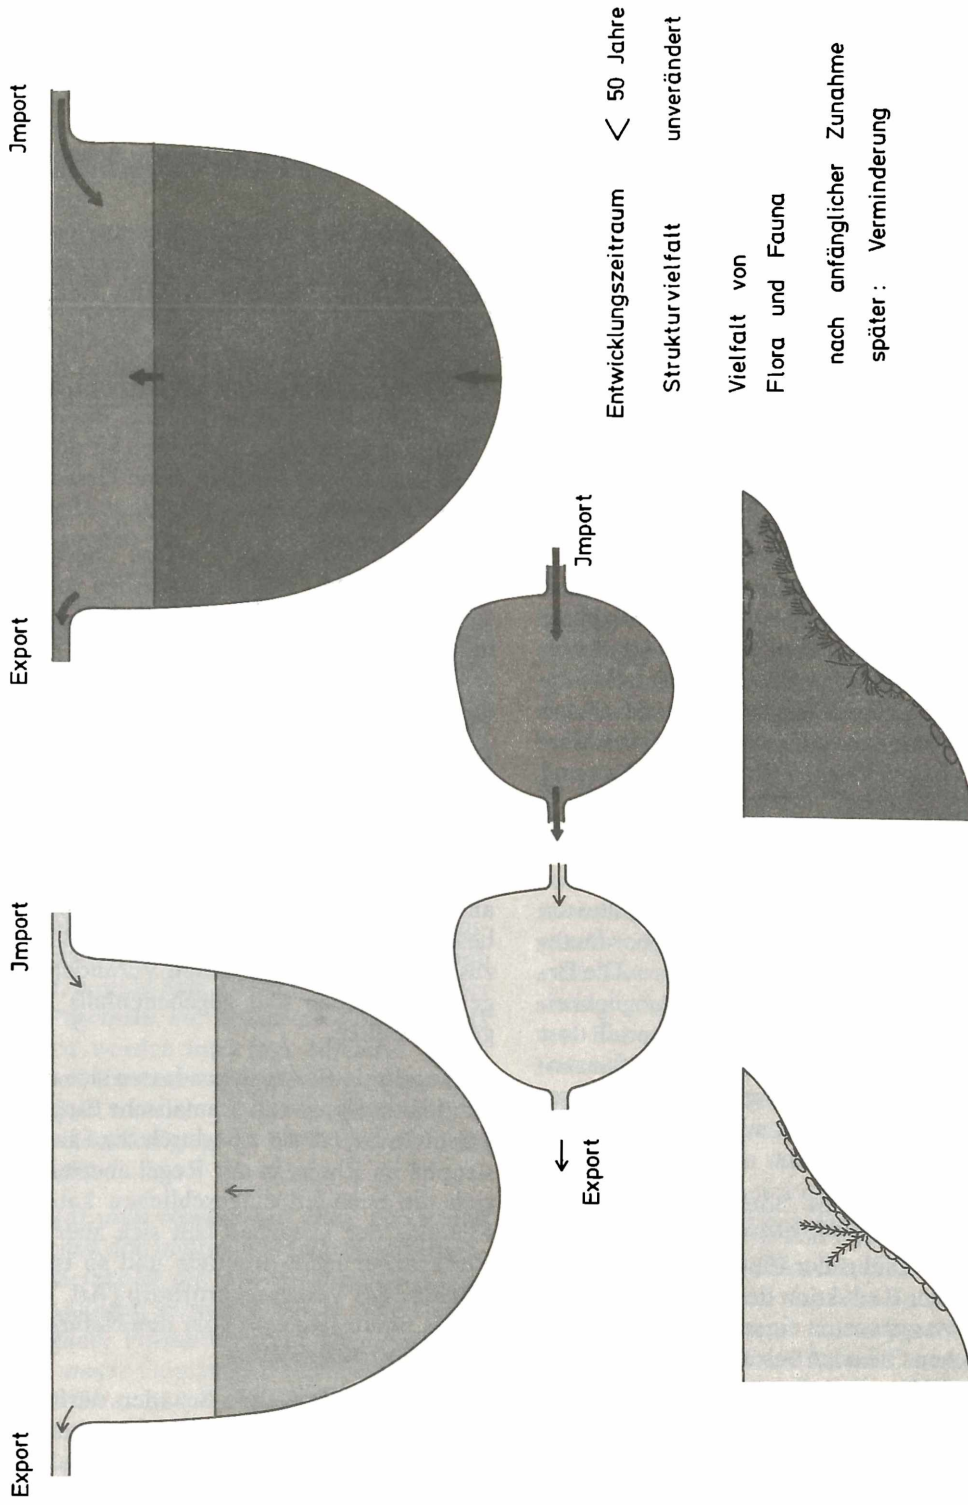 Export
Jmport
Export
Jmport
Export
Jmport
Entwicklungszeitraum < 50 Jahre
Strukturvielfalt unverändert
Vielfalt von
Flora und Fauna
nach anfänglicher Zunahme
später: Verminderung